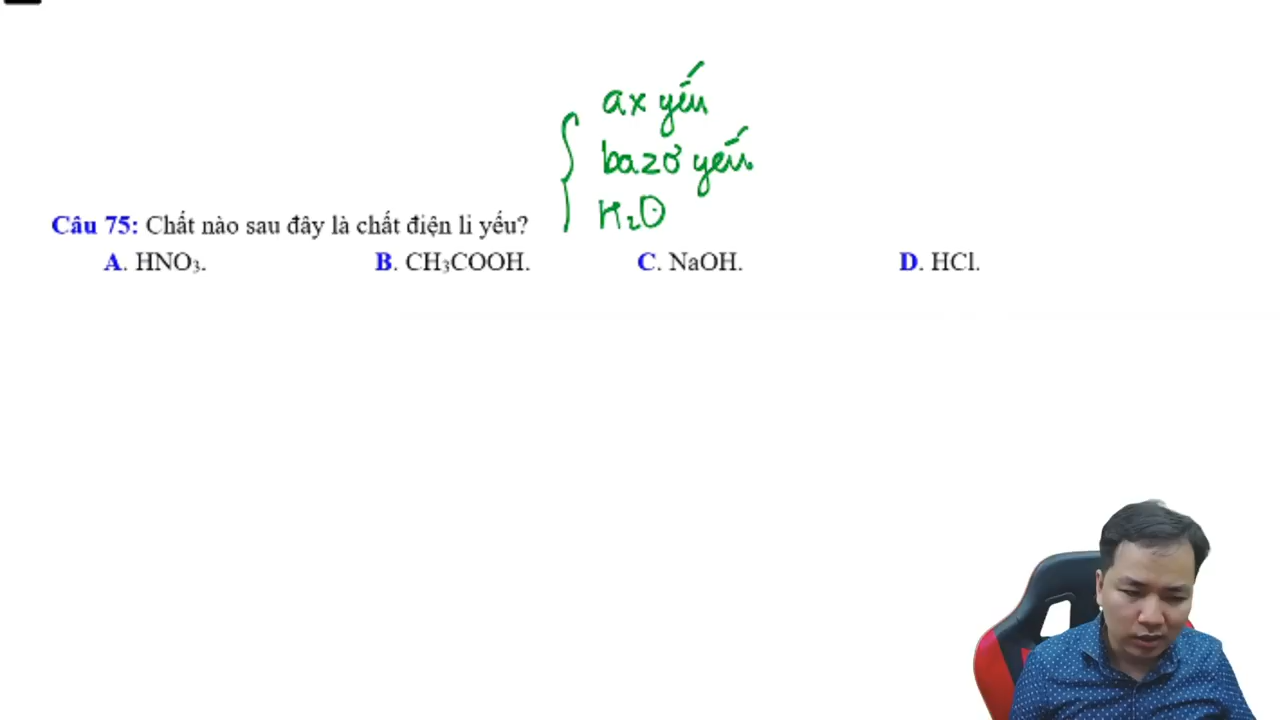 ax yếu
bazơ yếu
H₂O
Câu 75: Chất nào sau đây là chất điện li yếu?
A. HNO₃. B. CH₃COOH. C. NaOH. D. HCl.